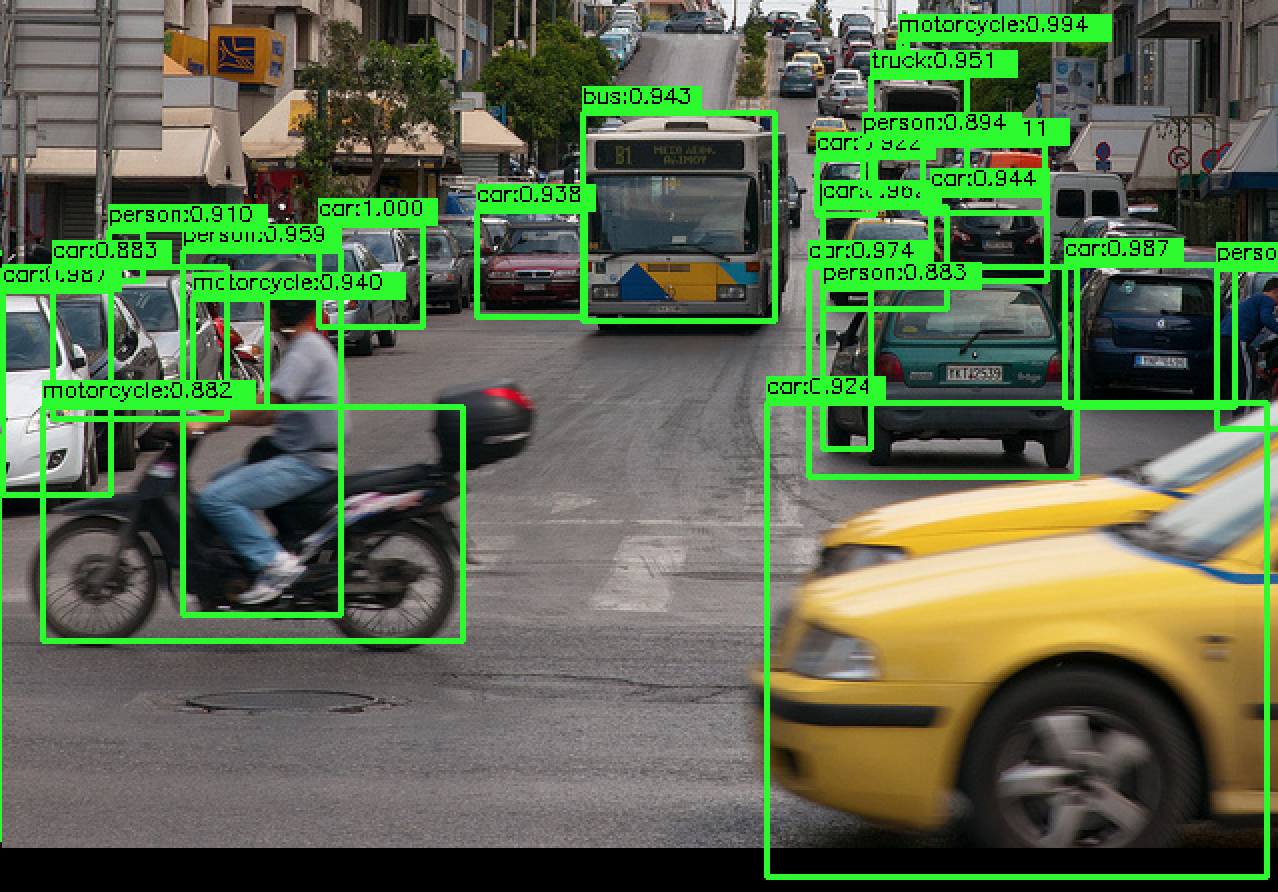 motorcycle:0.994
truck:0.951
bus:0.943
person:0.894
11
car:0.922
car:0.962
car:0.944
car:0.938
car:1.000
person:0.910
person:0.959
car:0.883
car:0.987
motorcycle:0.940
car:0.974
person:0.883
car:0.987
perso
motorcycle:0.882
car:0.924
B1